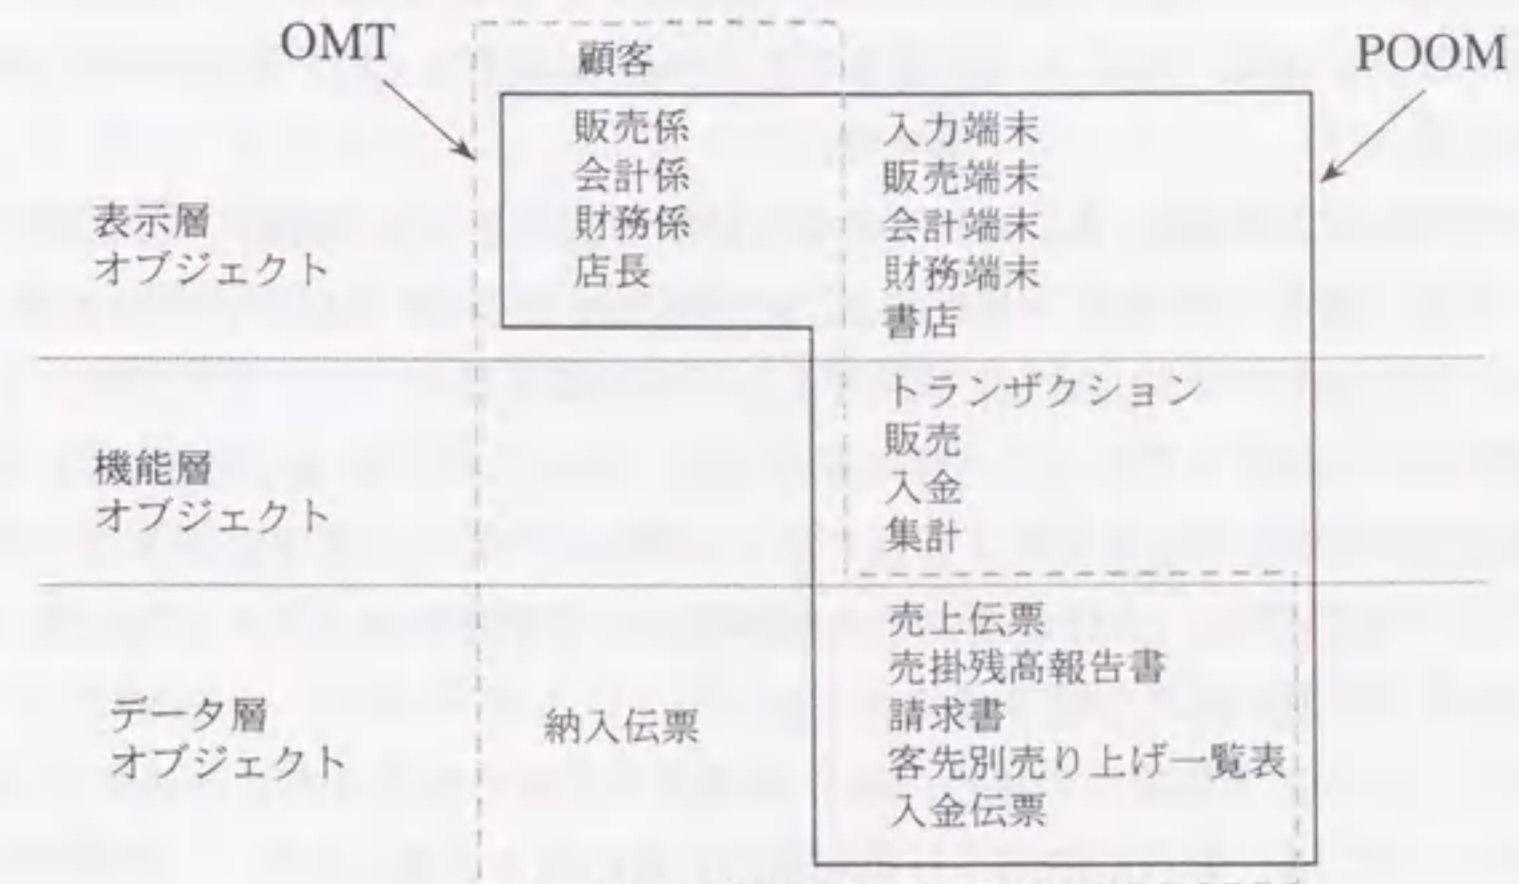 OMT
POOM
顧客
販売係
会計係
財務係
店長
入力端末
販売端末
会計端末
財務端末
書店
表示層
オブジェクト
トランザクション
販売
入金
集計
機能層
オブジェクト
売上伝票
売掛残高報告書
請求書
客先別売り上げ一覧表
入金伝票
納入伝票
データ層
オブジェクト